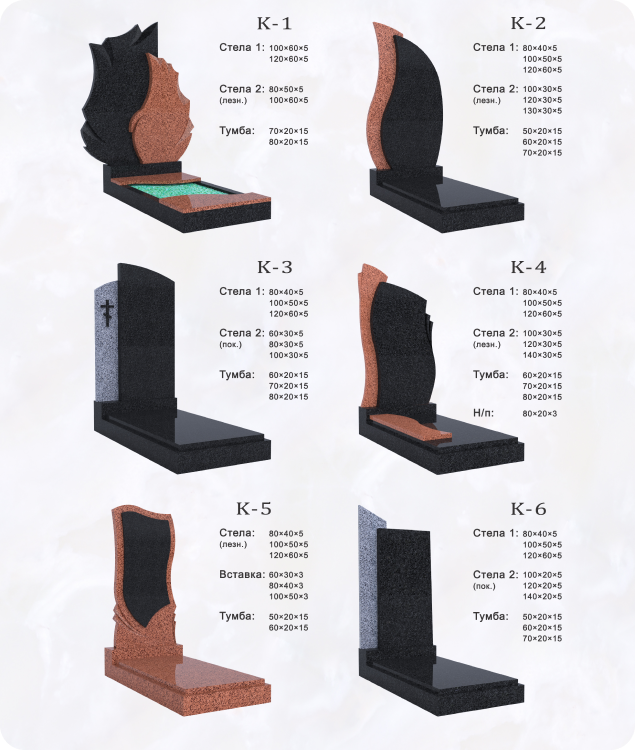 К-1
Стела 1: 100×60×5
120×60×5
Стела 2: 80×50×5
(лезн.) 100×60×5
Тумба: 70×20×15
80×20×15
К-2
Стела 1: 80×40×5
100×50×5
120×60×5
Стела 2: 100×30×5
(лезн.) 120×30×5
130×30×5
Тумба: 50×20×15
60×20×15
70×20×15
К-3
Стела 1: 80×40×5
100×50×5
120×60×5
Стела 2: 60×30×5
(пок.) 80×30×5
100×30×5
Тумба: 60×20×15
70×20×15
80×20×15
К-4
Стела 1: 80×40×5
100×50×5
120×60×5
Стела 2: 100×30×5
(лезн.) 120×30×5
140×30×5
Тумба: 60×20×15
70×20×15
80×20×15
Н/п: 80×20×3
К-5
Стела: 80×40×5
(лезн.) 100×50×5
120×60×5
Вставка: 60×30×3
80×40×3
100×50×3
Тумба: 50×20×15
60×20×15
К-6
Стела 1: 80×40×5
100×50×5
120×60×5
Стела 2: 100×20×5
(пок.) 120×20×5
140×20×5
Тумба: 50×20×15
60×20×15
70×20×15